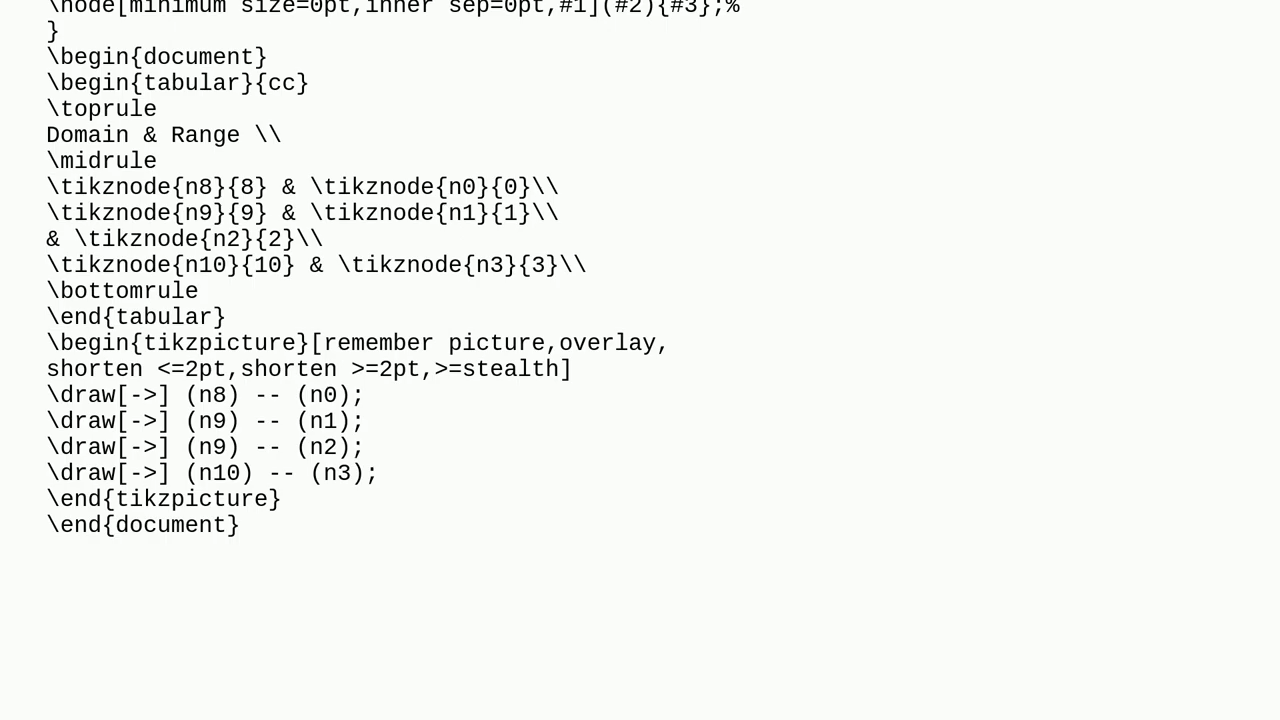 \node[minimum size=0pt,inner sep=0pt,#1](#2){#3};%
}
\begin{document}
\begin{tabular}{cc}
\toprule
Domain & Range \\
\midrule
\tikznode{n8}{8} & \tikznode{n0}{0}\\
\tikznode{n9}{9} & \tikznode{n1}{1}\\
& \tikznode{n2}{2}\\
\tikznode{n10}{10} & \tikznode{n3}{3}\\
\bottomrule
\end{tabular}
\begin{tikzpicture}[remember picture,overlay,
shorten <=2pt,shorten >=2pt,>=stealth]
\draw[->] (n8) -- (n0);
\draw[->] (n9) -- (n1);
\draw[->] (n9) -- (n2);
\draw[->] (n10) -- (n3);
\end{tikzpicture}
\end{document}